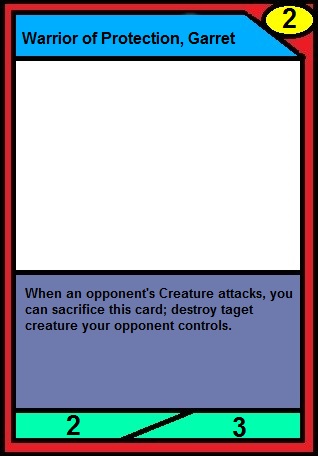 2
Warrior of Protection, Garret
When an opponent's Creature attacks, you
can sacrifice this card; destroy taget
creature your opponent controls.
2 / 3